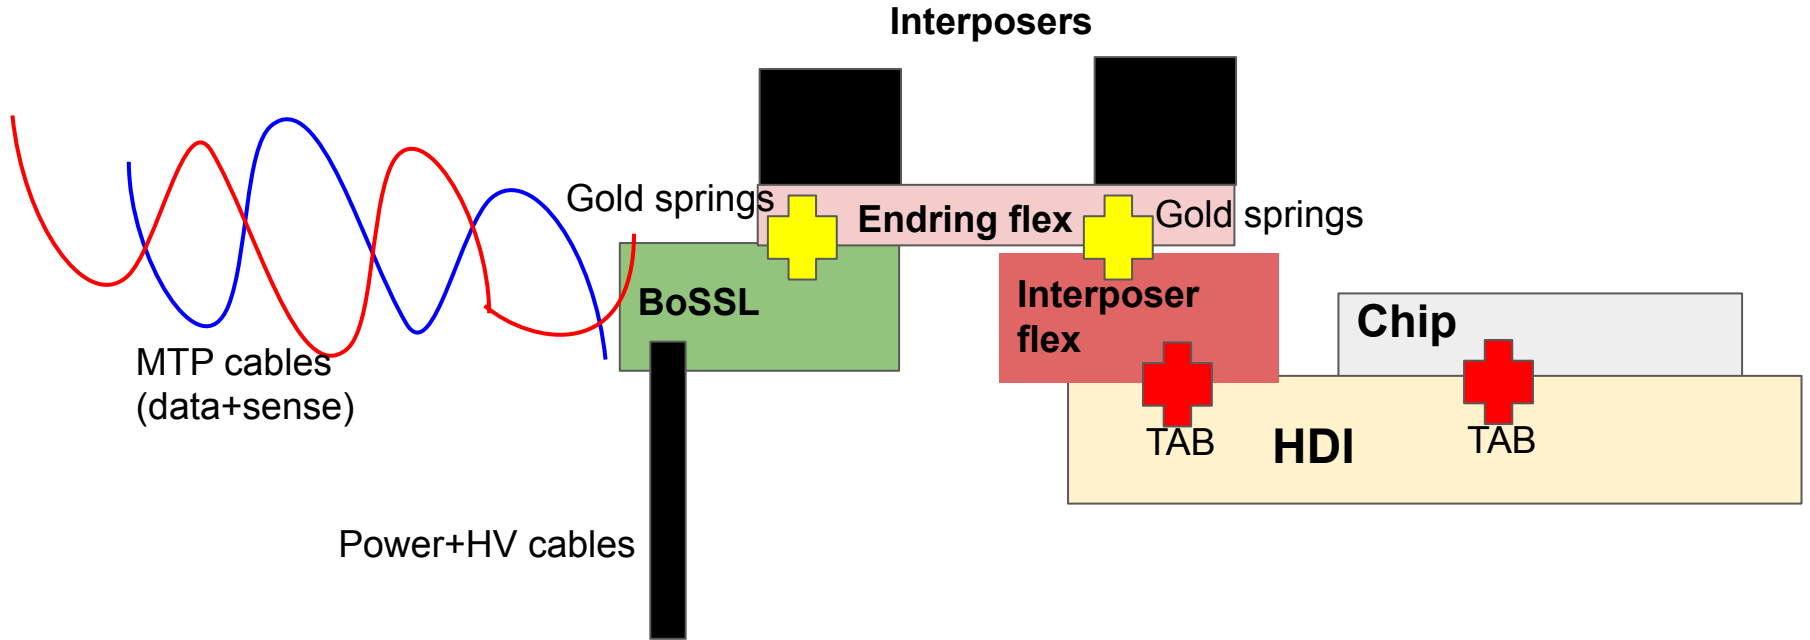 Interposers
Gold springs
Endring flex
Gold springs
BoSSL
Interposer
flex
Chip
MTP cables
(data+sense)
TAB
HDI
TAB
Power+HV cables